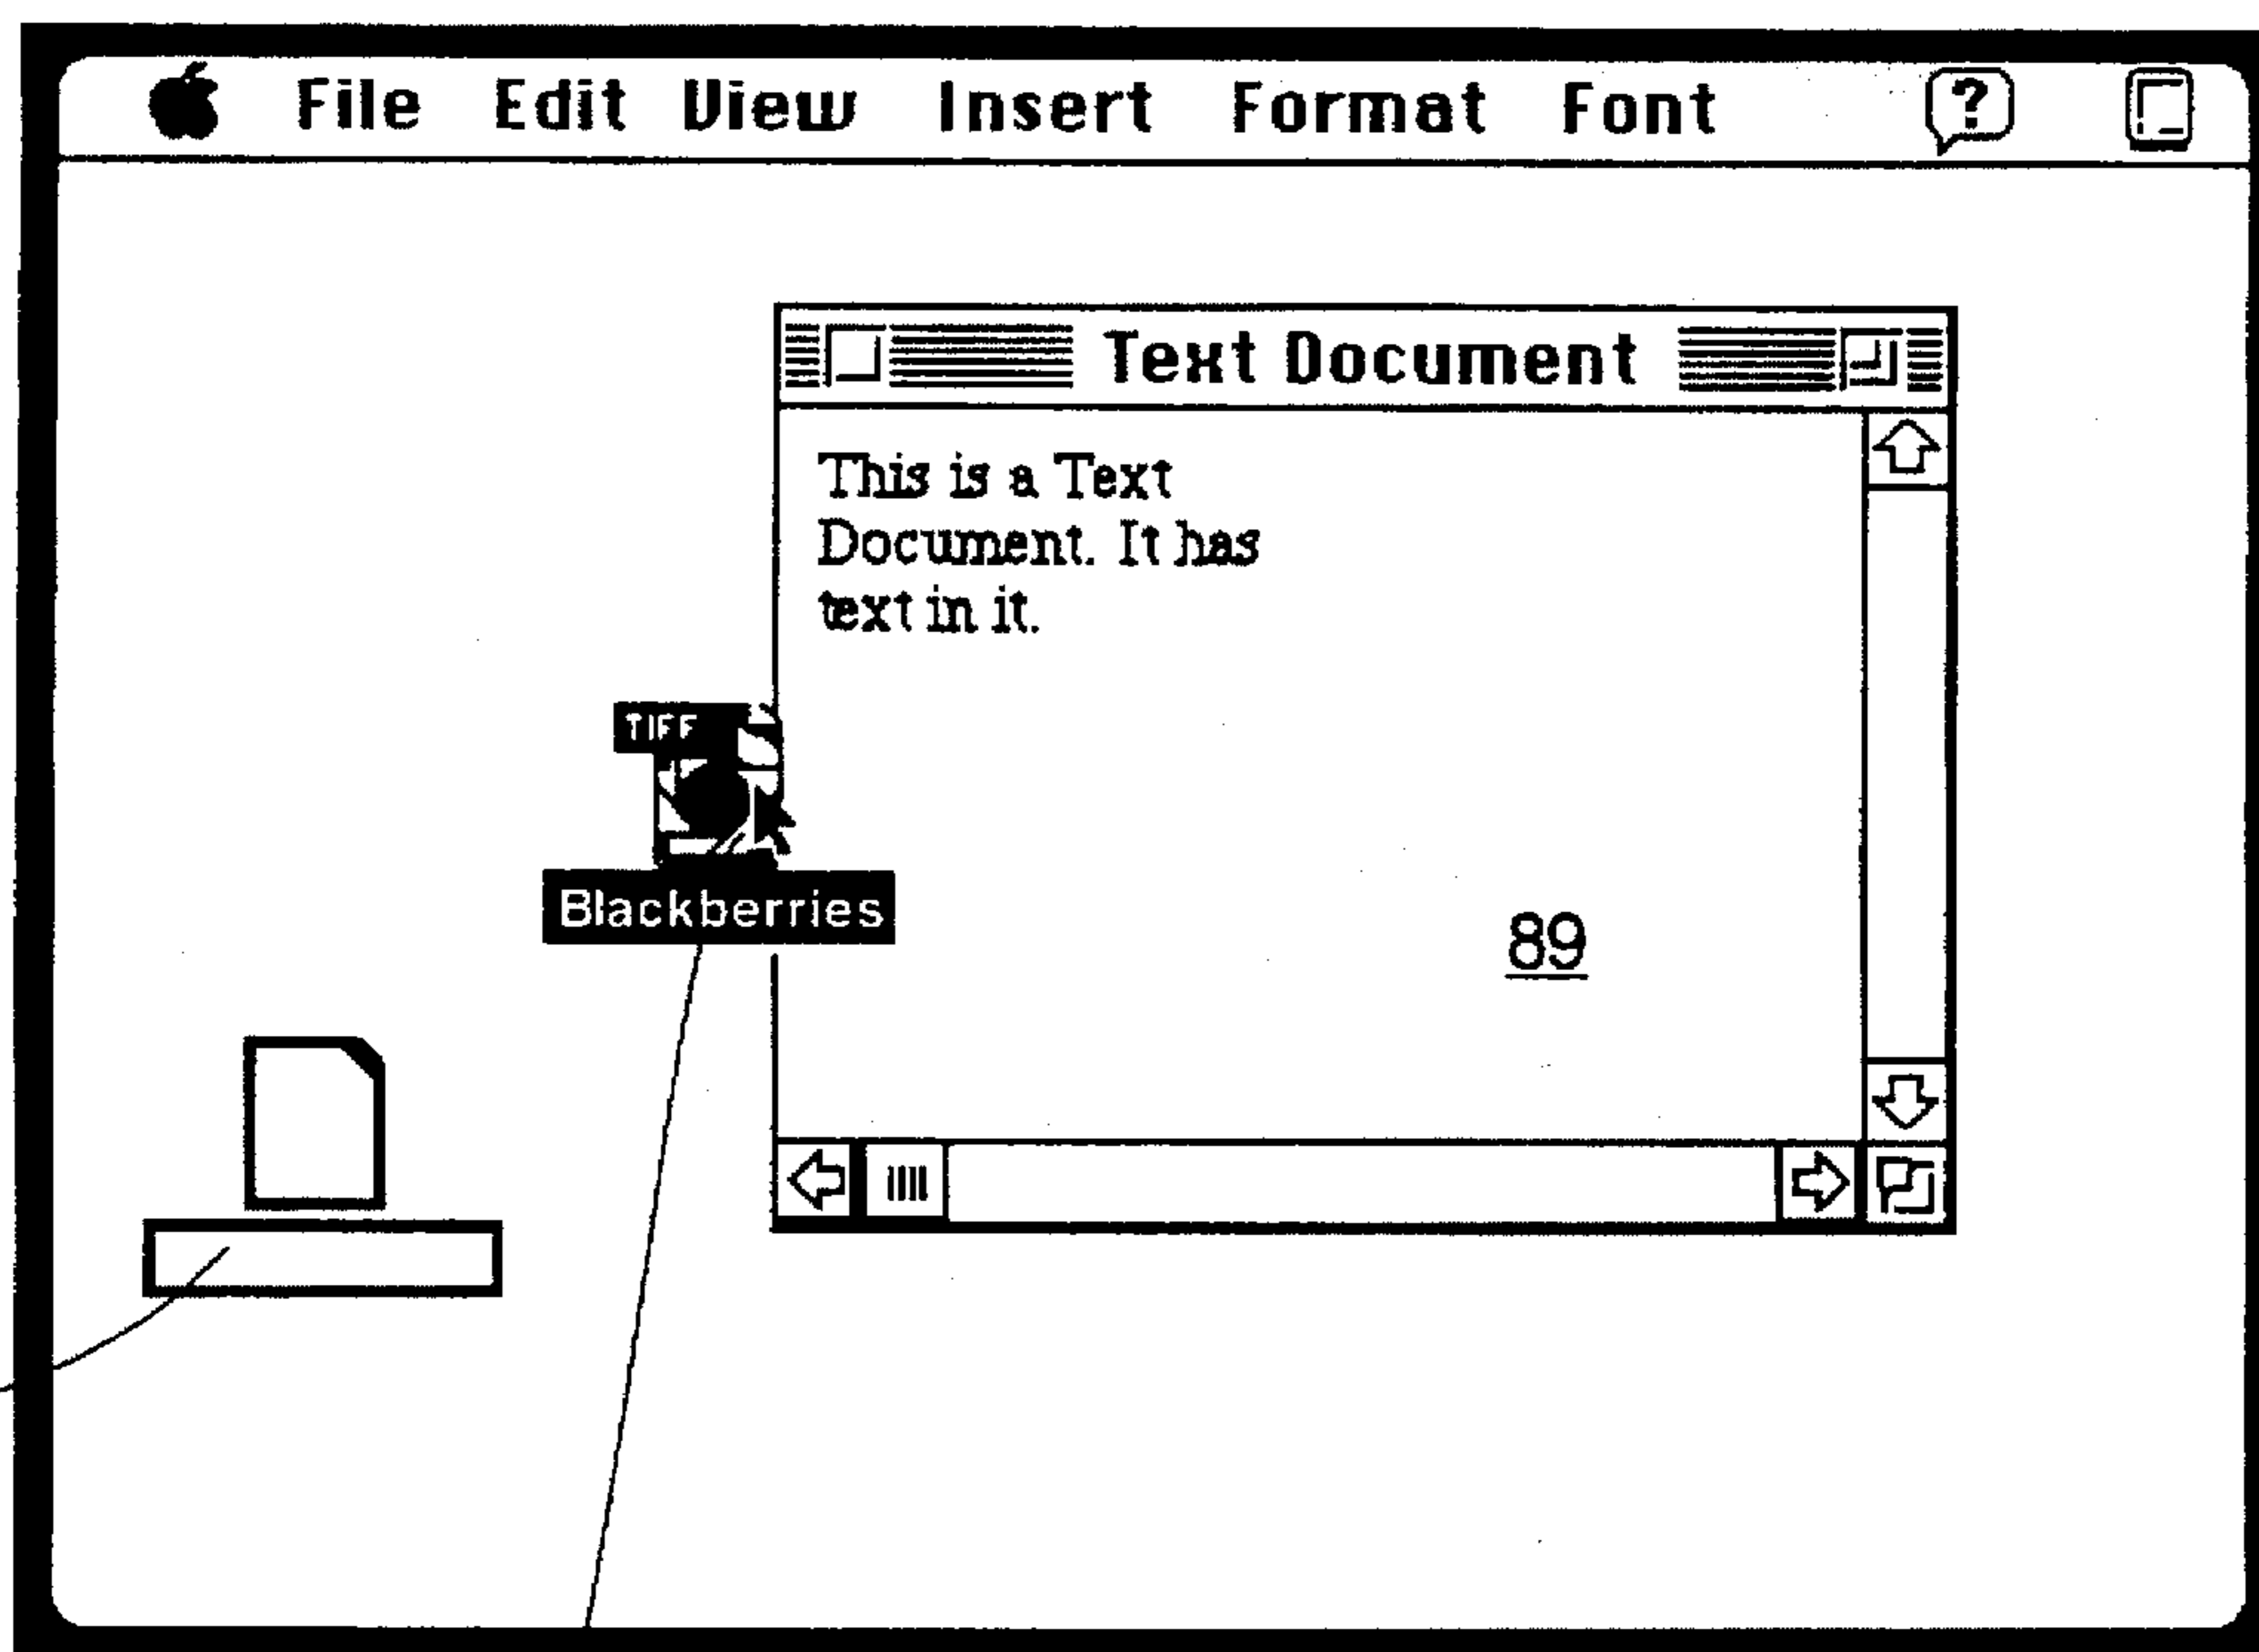 File Edit View Insert Format Font ?
Text Document
This is a Text
Document. It has
text in it.
TIFF
Blackberries
89